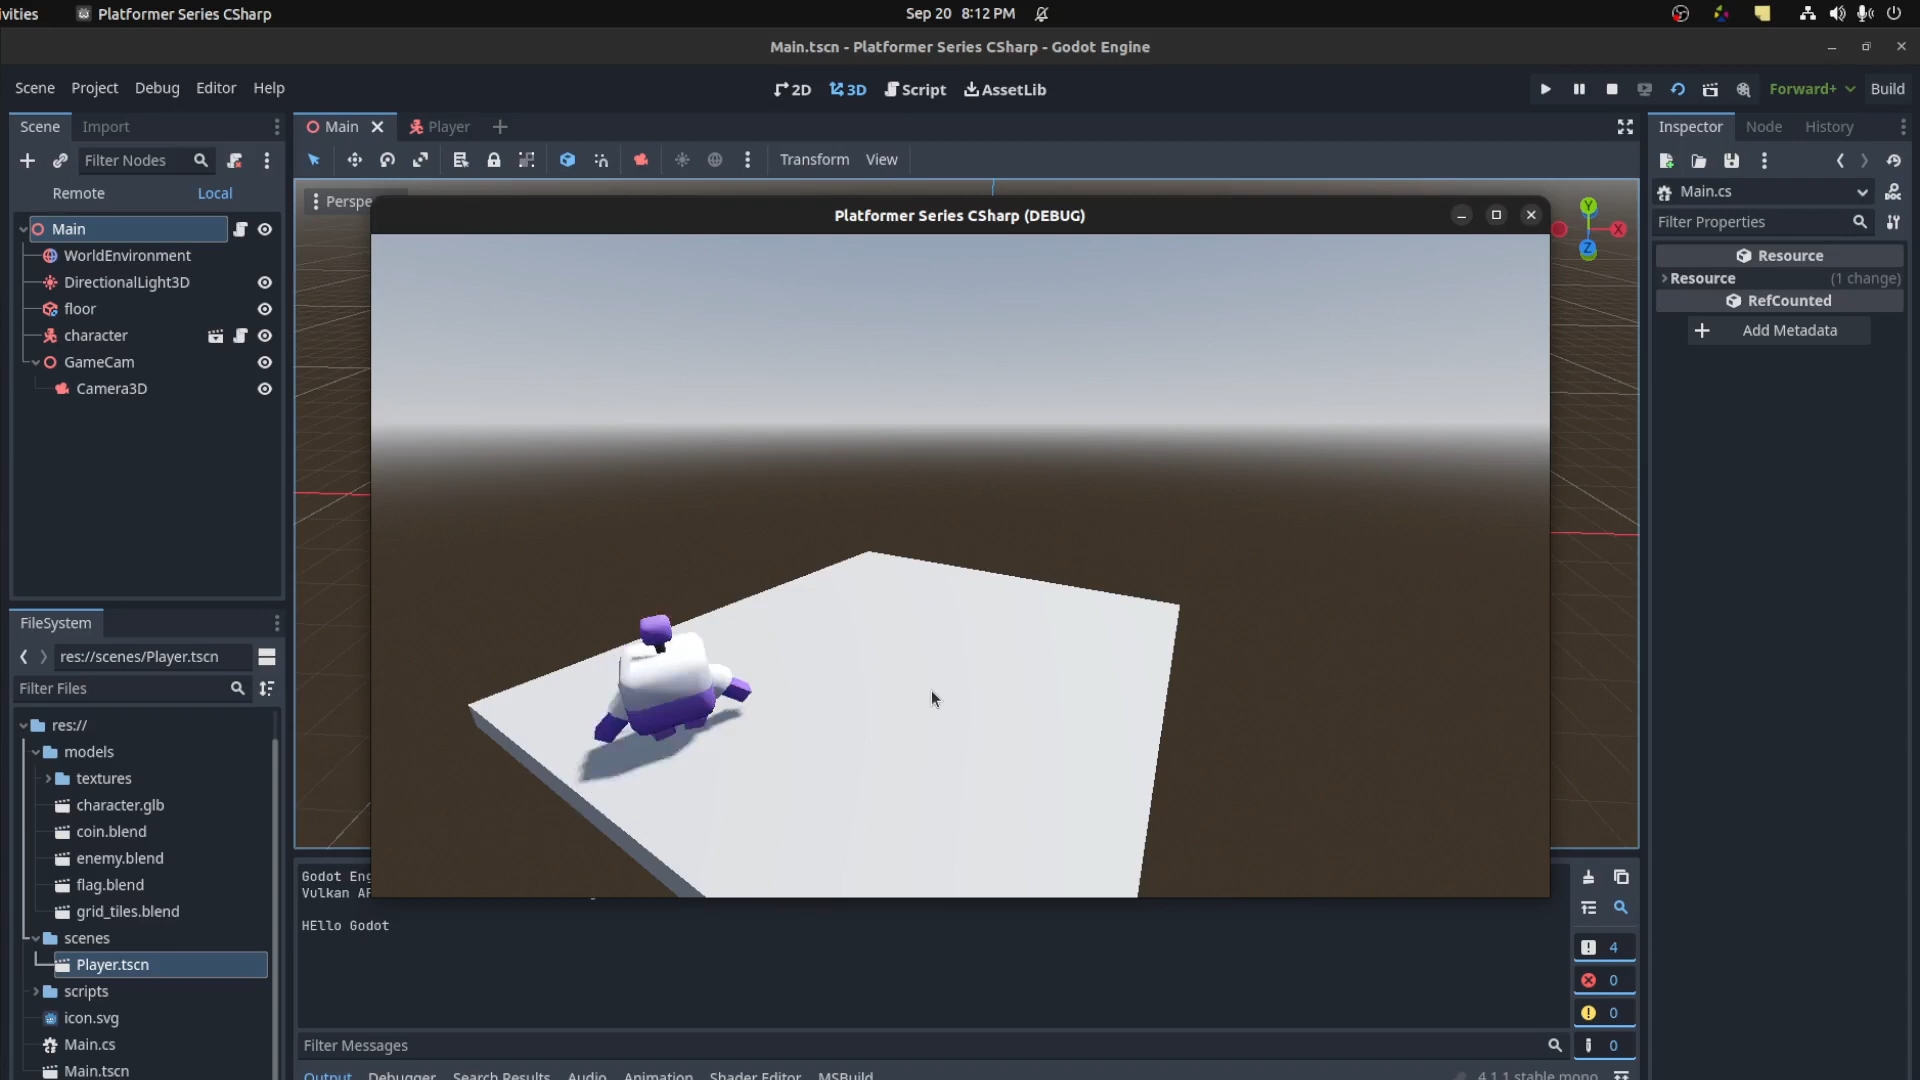 ivities Platformer Series CSharp Sep 20 8:12 PM
Main.tscn - Platformer Series CSharp - Godot Engine
Scene Project Debug Editor Help 2D 3D Script AssetLib Forward+ Build
Scene Import Main Player Inspector Node History
Filter Nodes Transform View
Remote Local Perspe Main.cs
Platformer Series CSharp (DEBUG)
Filter Properties
Y
X
Z
Main
WorldEnvironment
DirectionalLight3D
floor
character
GameCam
Camera3D
Resource
Resource (1 change)
RefCounted
Add Metadata
FileSystem
res://scenes/Player.tscn
Filter Files
res://
models
textures
character.glb
coin.blend
enemy.blend
flag.blend
grid_tiles.blend
scenes
Player.tscn
scripts
icon.svg
Main.cs
Main.tscn
Godot Eng
Vulkan AP
HEllo Godot
4
0
0
0
Filter Messages
Output Debugger Search Results Audio Animation Shader Editor MSBuild 4.1.1.stable.mono